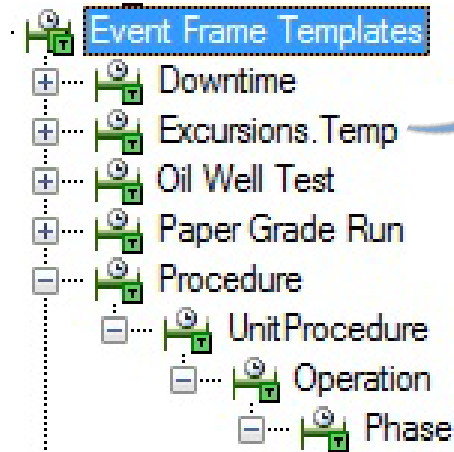 Event Frame Templates
Downtime
Excursions.Temp
Oil Well Test
Paper Grade Run
Procedure
UnitProcedure
Operation
Phase